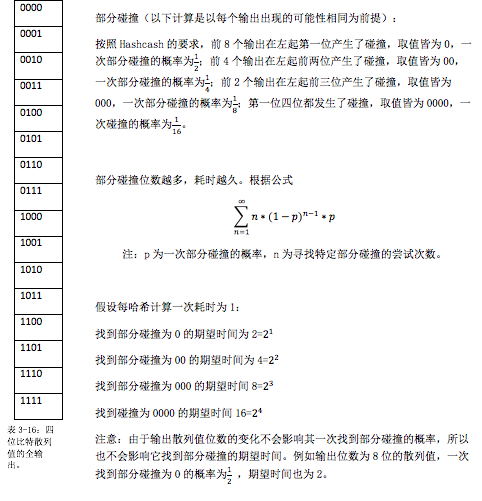 0000
0001
0010
0011
0100
0101
0110
0111
1000
1001
1010
1011
1100
1101
1110
1111
表 3-16：四
位比特散列
值的全输
出。
部分碰撞（以下计算是以每个输出出现的可能性相同为前提）：
按照 Hashcash 的要求，前 8 个输出在左起第一位产生了碰撞，取值皆为 0，一
次部分碰撞的概率为1/2；前 4 个输出在左起前两位产生了碰撞，取值皆为 00，
一次部分碰撞的概率为1/4；前 2 个输出在左起前三位产生了碰撞，取值皆为
000，一次部分碰撞的概率为1/8；第一位四位都发生了碰撞，取值皆为 0000，一
次碰撞的概率为1/16。
部分碰撞位数越多，耗时越久。根据公式
∑_{n=1}^{∞} n ∗ (1 − p)^{n−1} ∗ p
注：p 为一次部分碰撞的概率，n 为寻找特定部分碰撞的尝试次数。
假设每哈希计算一次耗时为 1：
找到部分碰撞为 0 的期望时间为 2=2¹
找到部分碰撞为 00 的期望时间为 4=2²
找到部分碰撞为 000 的期望时间 8=2³
找到碰撞为 0000 的期望时间 16=2⁴
注意：由于输出散列值位数的变化不会影响其一次找到部分碰撞的概率，所以
也不会影响它找到部分碰撞的期望时间。例如输出位数为 8 位的散列值，一次
找到部分碰撞为 0 的概率为1/2 ，期望时间也为 2。